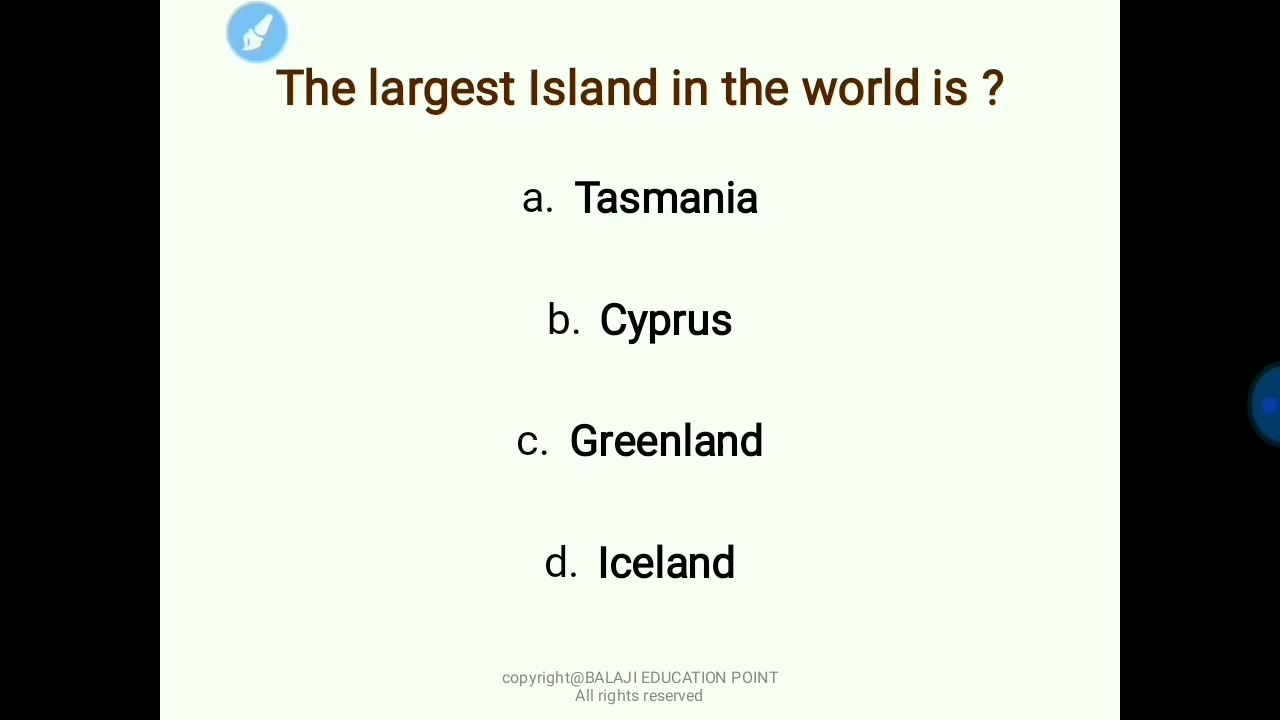 The largest Island in the world is ?
a. Tasmania
b. Cyprus
c. Greenland
d. Iceland
copyright@BALAJI EDUCATION POINT
All rights reserved